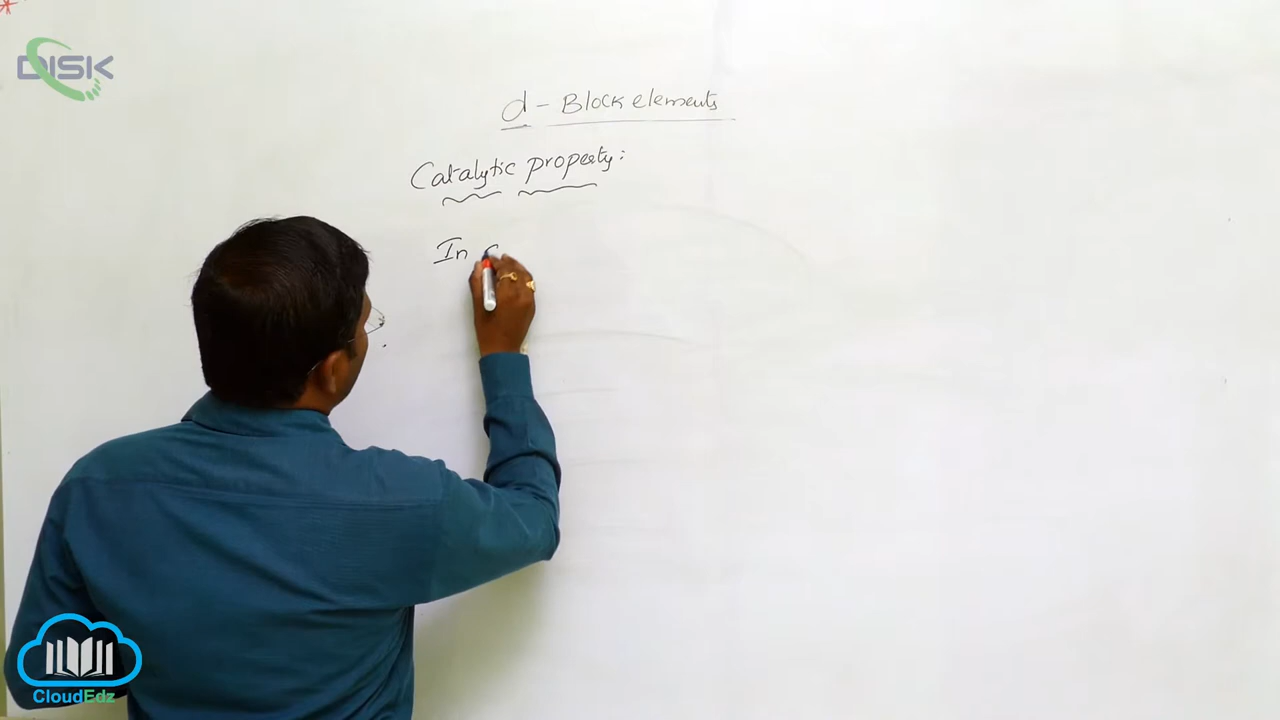 DISK
d - Block elements
Catalytic property:
In
CloudEdz